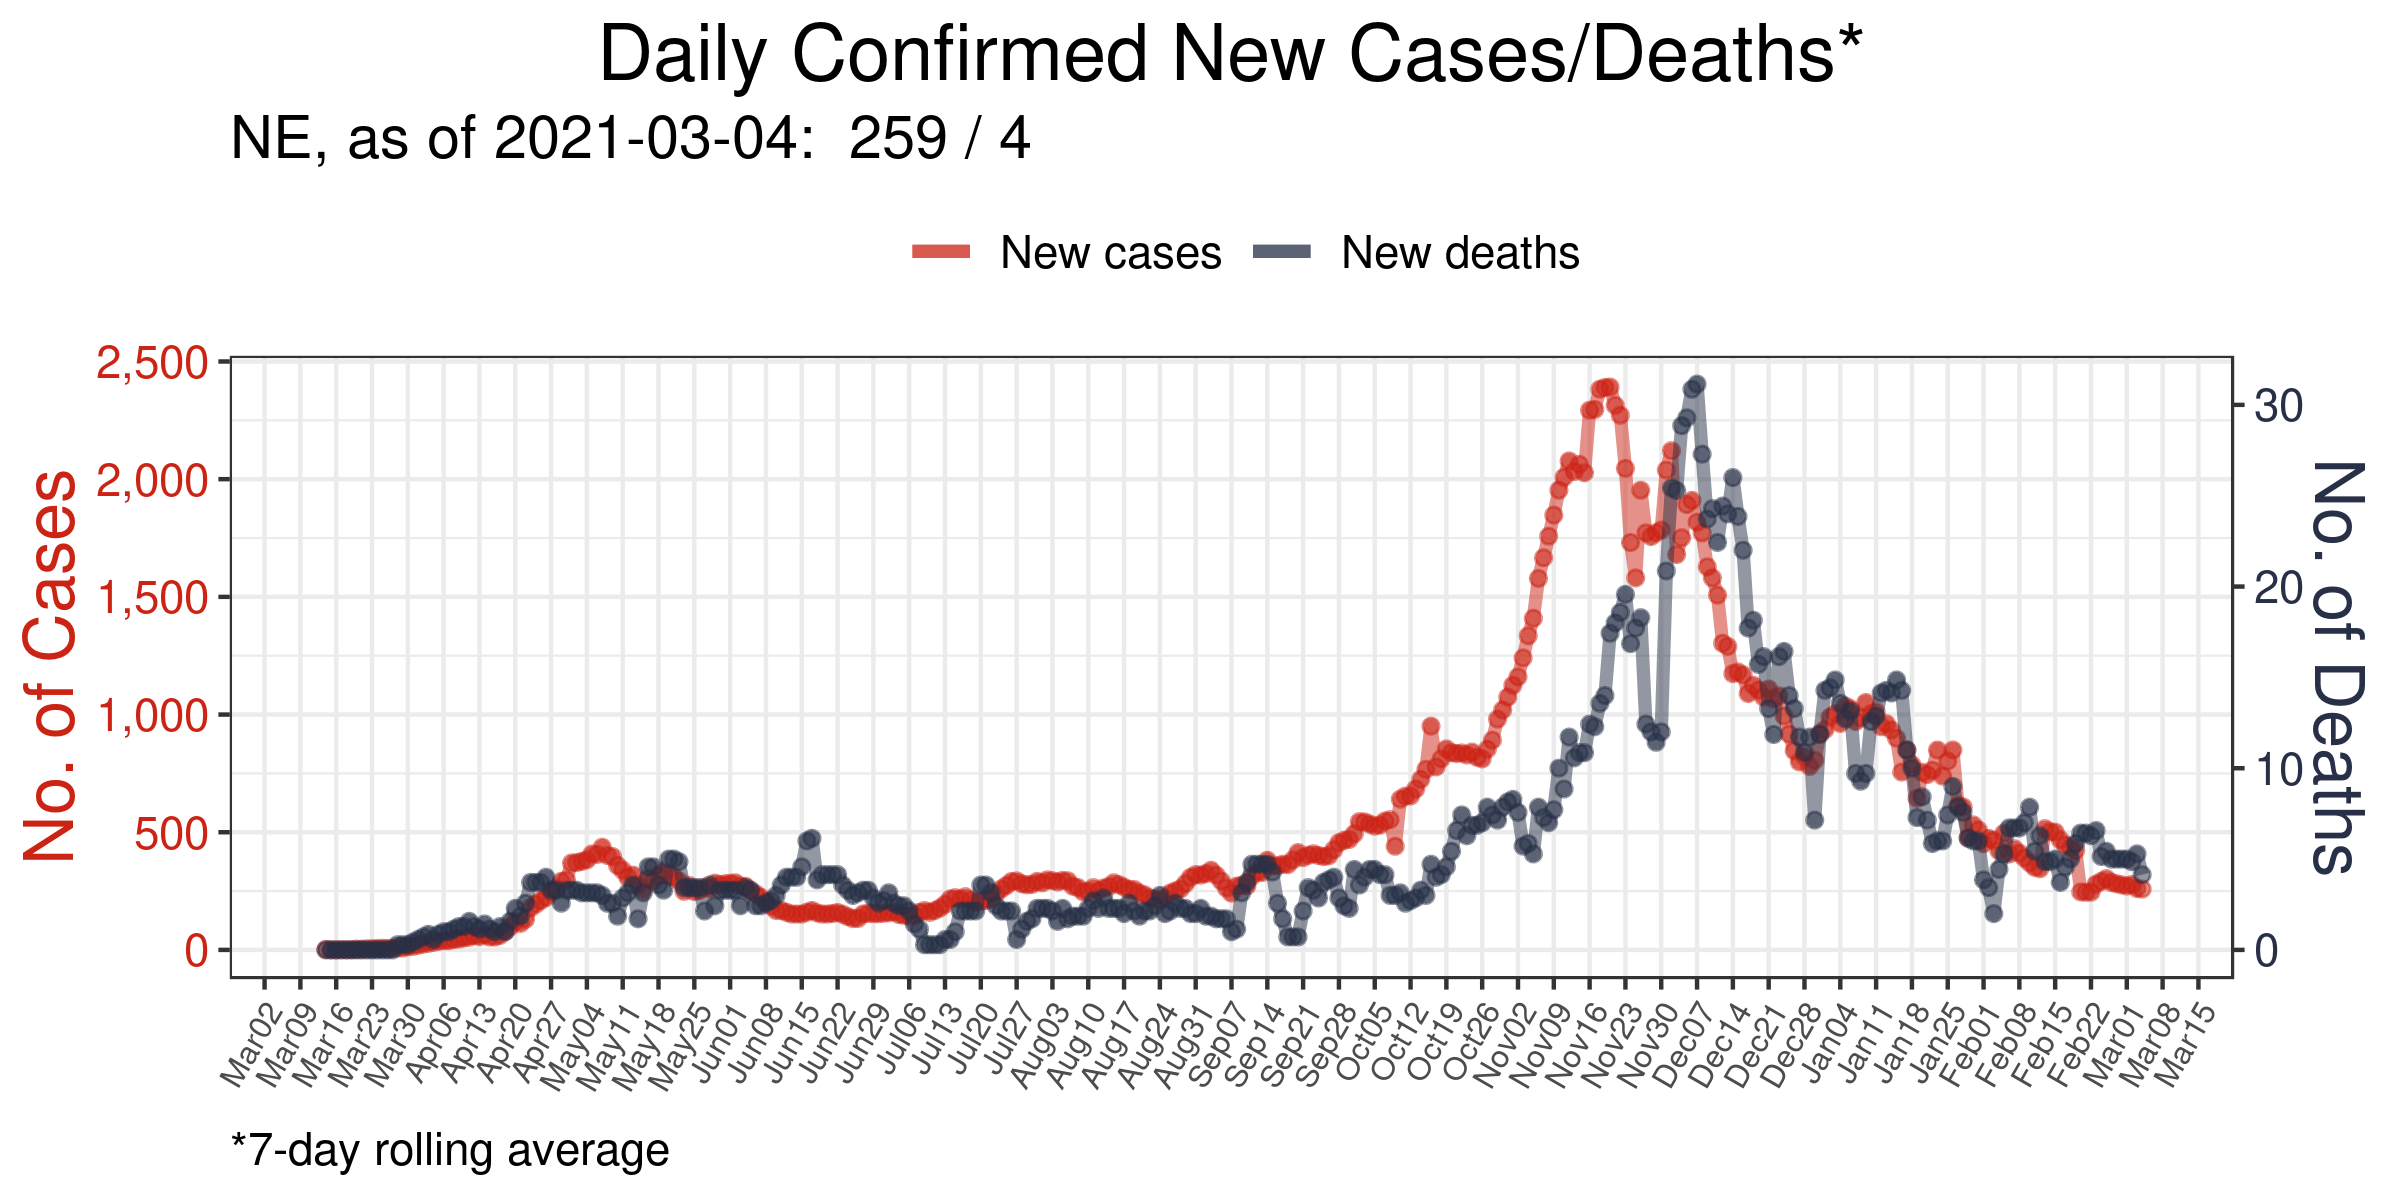 Daily Confirmed New Cases/Deaths*
NE, as of 2021-03-04:  259 / 4
New cases
New deaths
No. of Cases
2,500
2,000
1,500
1,000
500
0
30
20
10
0
No. of Deaths
Mar02
Mar09
Mar16
Mar23
Mar30
Apr06
Apr13
Apr20
Apr27
May04
May11
May18
May25
Jun01
Jun08
Jun15
Jun22
Jun29
Jul06
Jul13
Jul20
Jul27
Aug03
Aug10
Aug17
Aug24
Aug31
Sep07
Sep14
Sep21
Sep28
Oct05
Oct12
Oct19
Oct26
Nov02
Nov09
Nov16
Nov23
Nov30
Dec07
Dec14
Dec21
Dec28
Jan04
Jan11
Jan18
Jan25
Feb01
Feb08
Feb15
Feb22
Mar01
Mar08
Mar15
*7-day rolling average